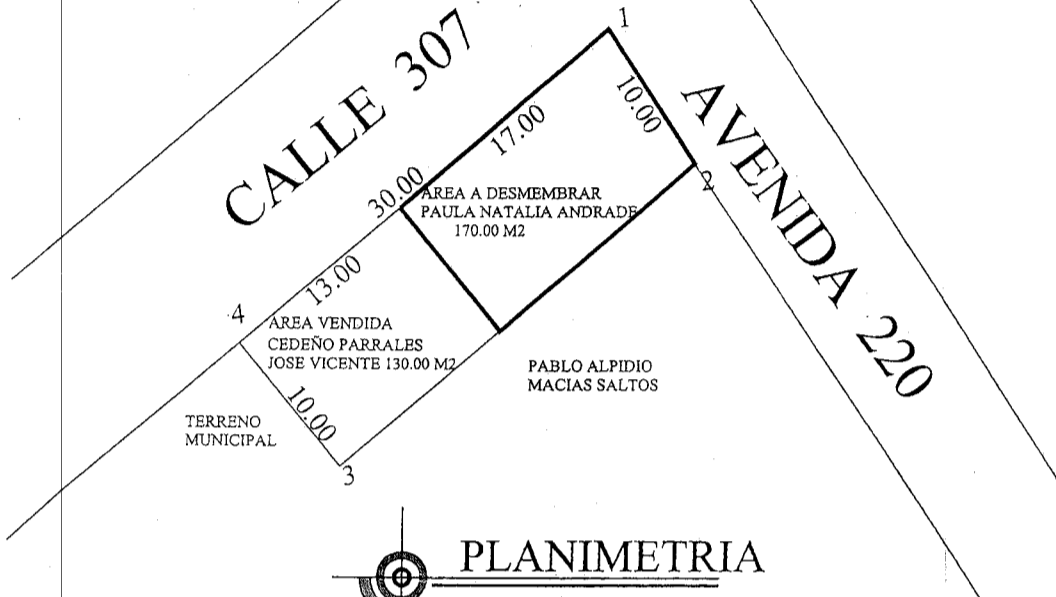 1
CALLE 307
10.00
AVENIDA 220
17.00
2
30.00
AREA A DESMEMBRAR
PAULA NATALIA ANDRADE
170.00 M2
13.00
4
AREA VENDIDA
CEDEÑO PARRALES
JOSE VICENTE 130.00 M2
PABLO ALPIDIO
MACIAS SALTOS
10.00
TERRENO
MUNICIPAL
3
PLANIMETRIA